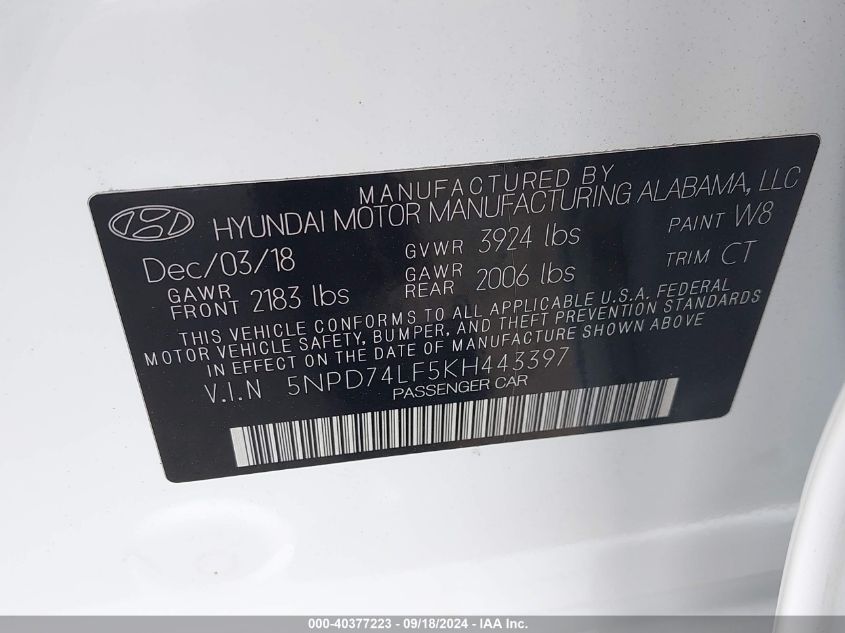 MANUFACTURED BY
HYUNDAI MOTOR MANUFACTURING ALABAMA, LLC
Dec/03/18 GVWR 3924 lbs PAINT W8
GAWR FRONT 2183 lbs GAWR REAR 2006 lbs TRIM CT
THIS VEHICLE CONFORMS TO ALL APPLICABLE U.S.A. FEDERAL
MOTOR VEHICLE SAFETY, BUMPER, AND THEFT PREVENTION STANDARDS
IN EFFECT ON THE DATE OF MANUFACTURE SHOWN ABOVE
V.I.N 5NPD74LF5KH443397
PASSENGER CAR
000-40377223 - 09/18/2024 - IAA Inc.